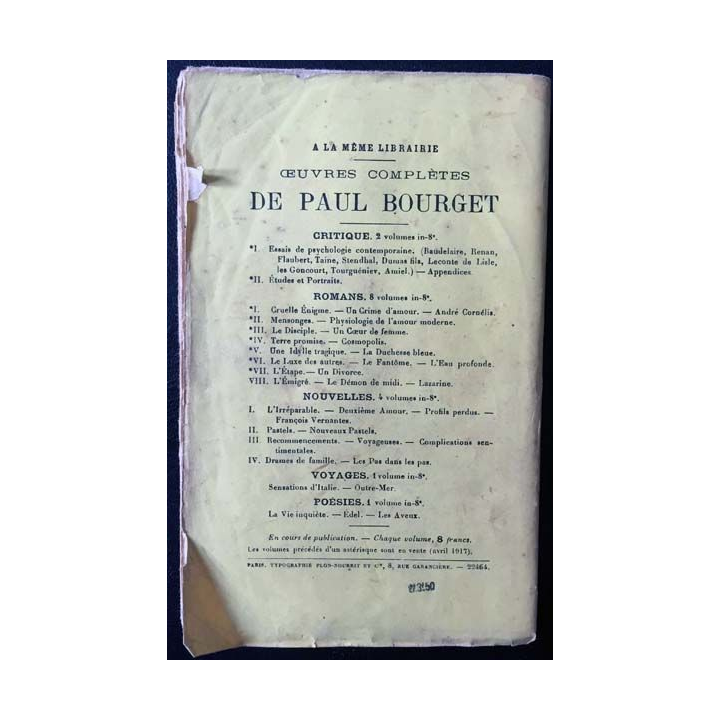 A LA MÊME LIBRAIRIE
ŒUVRES COMPLÈTES
DE PAUL BOURGET
CRITIQUE. 2 volumes in-8°.
*I. Essais de psychologie contemporaine. (Baudelaire, Renan,
Flaubert, Taine, Stendhal, Dumas fils, Leconte de Lisle,
les Goncourt, Tourguéniev, Amiel.) — Appendices.
*II. Études et Portraits.
ROMANS. 8 volumes in-8°.
*I. Cruelle Énigme. — Un Crime d'amour. — André Cornélis.
*II. Mensonges. — Physiologie de l'amour moderne.
*III. Le Disciple. — Un Cœur de femme.
*IV. Terre promise. — Cosmopolis.
*V. Une Idylle tragique. — La Duchesse bleue.
*VI. Le Luxe des autres. — Le Fantôme. — L'Eau profonde.
*VII. L'Étape. — Un Divorce.
VIII. L'Émigré. — Le Démon de midi. — Lazarine.
NOUVELLES. 4 volumes in-8°.
I. L'Irréparable. — Deuxième Amour. — Profils perdus. —
François Vernantes.
II. Pastels. — Nouveaux Pastels.
III Recommencements. — Voyageuses. — Complications sen-
timentales.
IV. Drames de famille. — Les Pas dans les pas.
VOYAGES. 1 volume in-8°.
Sensations d'Italie. — Outre-Mer.
POÉSIES. 1 volume in-8°.
La Vie inquiète. — Edel. — Les Aveux.
En cours de publication. — Chaque volume, 8 francs.
Les volumes précédés d'un astérisque sont en vente (avril 1917).
PARIS. TYPOGRAPHIE PLON-NOURRIT ET Cie, 8, RUE GARANCIÈRE. — 22464.